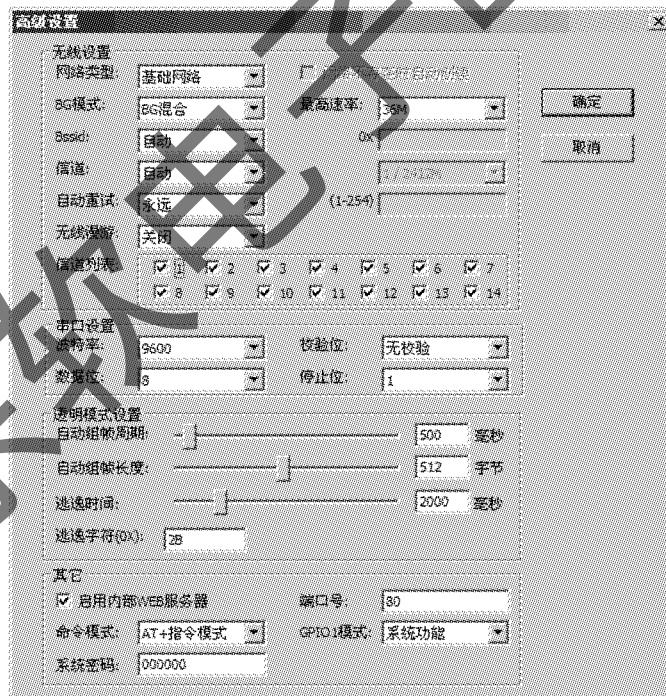 高级设置
无线设置
网络类型: 基础网络
BG模式: BG混合 最高速率: 36M
Bssid: 自动 0X
信道: 自动 1 / 2412M
自动重试: 永远 (1-254)
无线漫游: 关闭
信道列表: 1 2 3 4 5 6 7
8 9 10 11 12 13 14
确定
取消
串口设置
波特率: 9600 校验位: 无校验
数据位: 8 停止位: 1
透明模式设置
自动组帧周期: 500 毫秒
自动组帧长度: 512 字节
逃逸时间: 2000 毫秒
逃逸字符(0X): 2B
其它
启用内部WEB服务器 端口号: 80
命令模式: AT+指令模式 GPIO1模式: 系统功能
系统密码: 000000